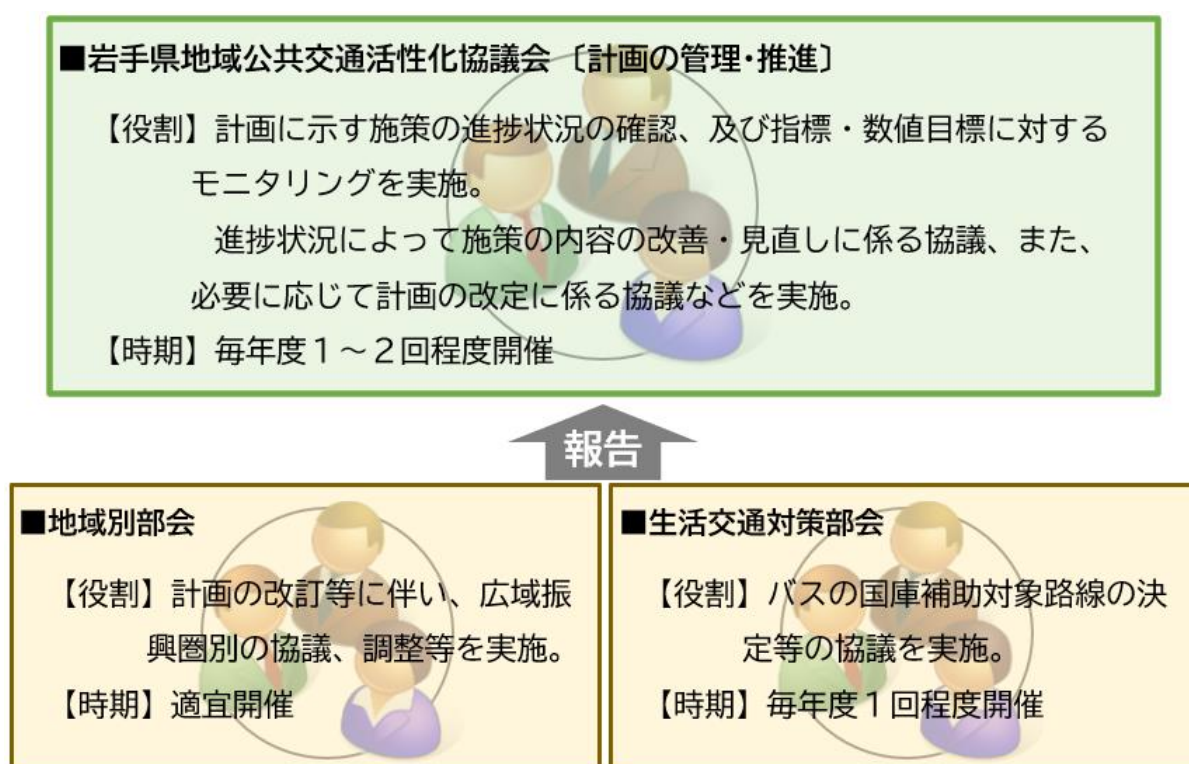 ■岩手県地域公共交通活性化協議会〔計画の管理・推進〕
【役割】計画に示す施策の進捗状況の確認、及び指標・数値目標に対する
モニタリングを実施。
進捗状況によって施策の内容の改善・見直しに係る協議、また、
必要に応じて計画の改定に係る協議などを実施。
【時期】毎年度１～２回程度開催
報告
■地域別部会
【役割】計画の改訂等に伴い、広域振
興圏別の協議、調整等を実施。
【時期】適宜開催
■生活交通対策部会
【役割】バスの国庫補助対象路線の決
定等の協議を実施。
【時期】毎年度１回程度開催